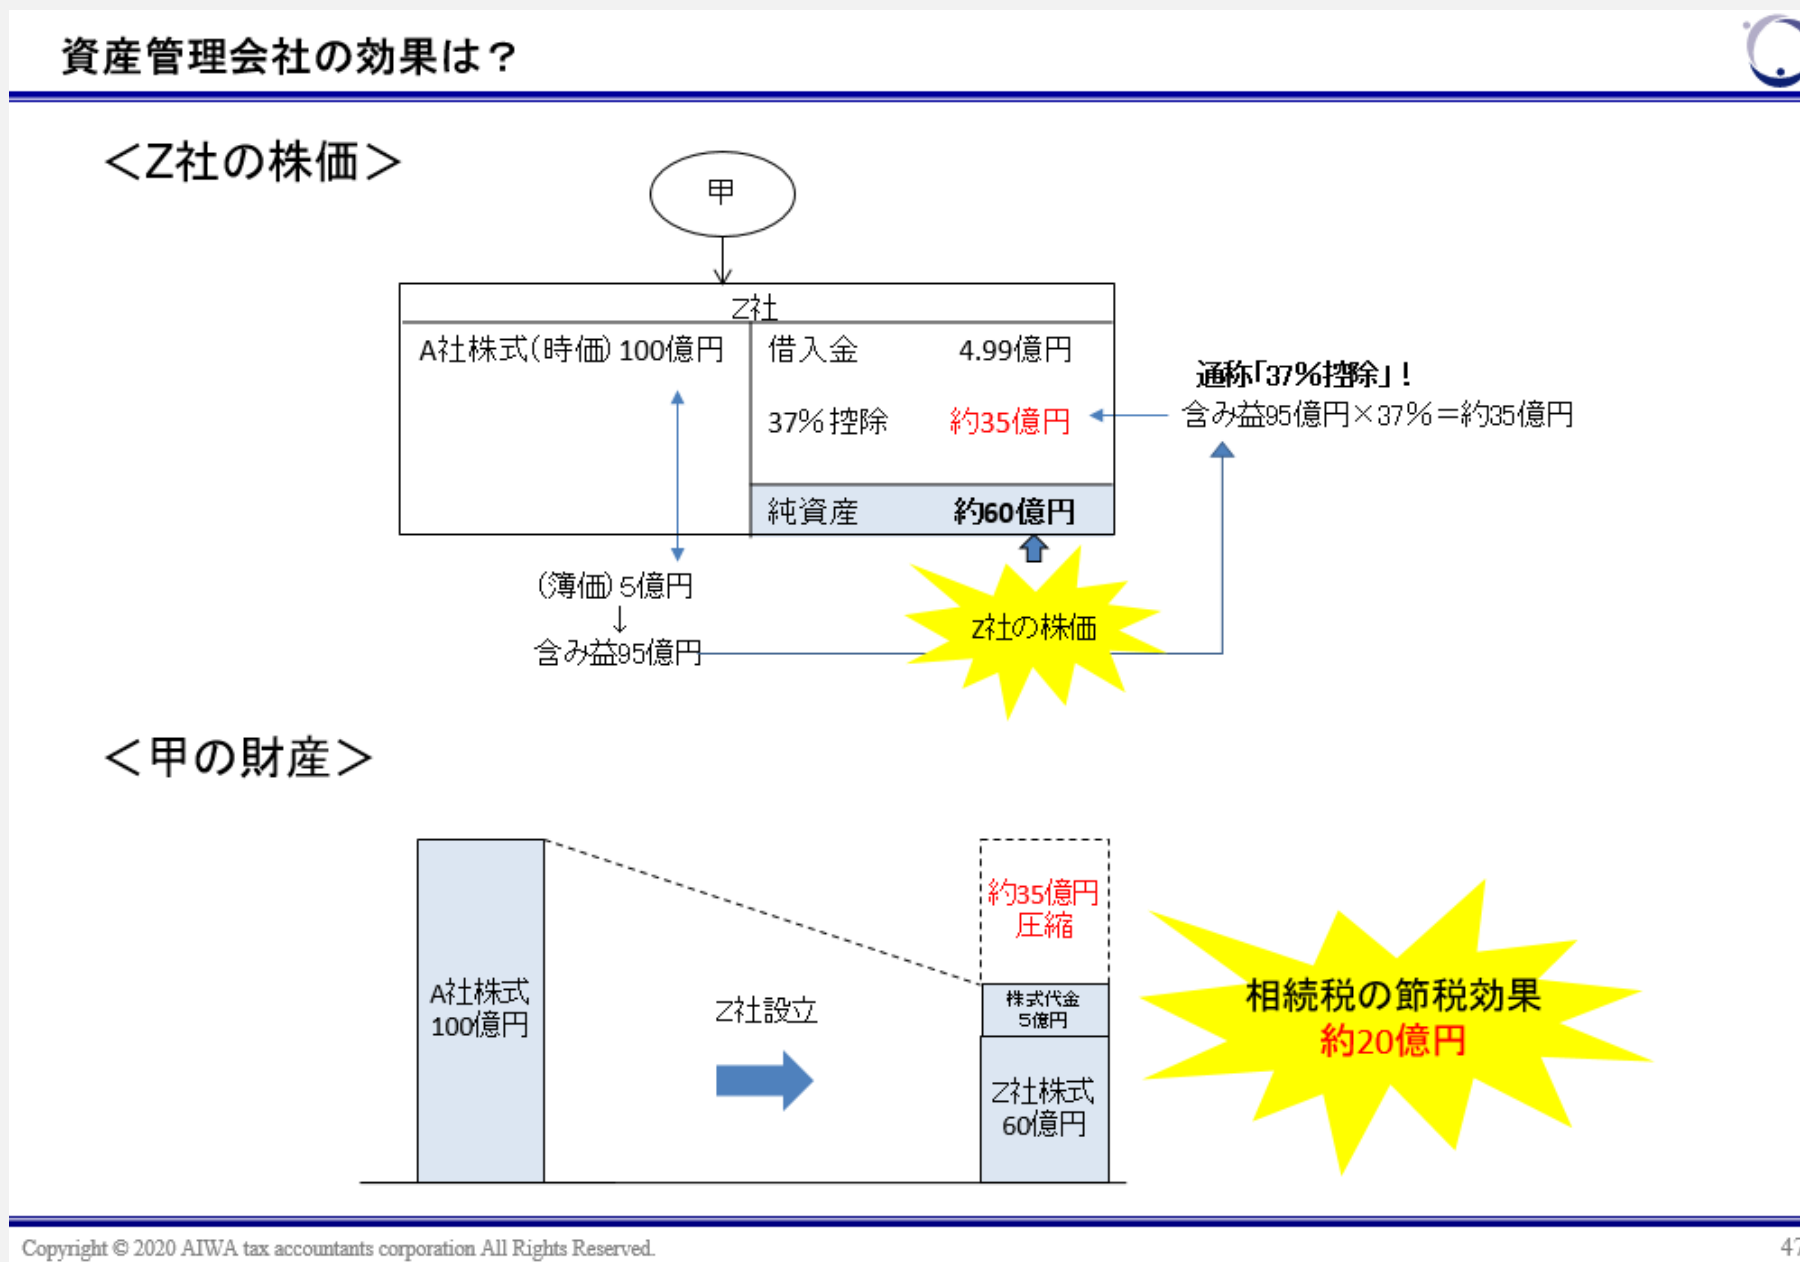 資産管理会社の効果は？
＜Z社の株価＞
甲
Z社
A社株式(時価) 100億円
借入金 4.99億円
37%控除 約35億円
純資産 約60億円
通称「37%控除」！
含み益95億円×37%＝約35億円
(簿価) 5億円
↓
含み益95億円
z社の株価
＜甲の財産＞
A社株式
100億円
Z社設立
約35億円
圧縮
株式代金
5億円
Z社株式
60億円
相続税の節税効果
約20億円
Copyright © 2020 AIWA tax accountants corporation All Rights Reserved.
47